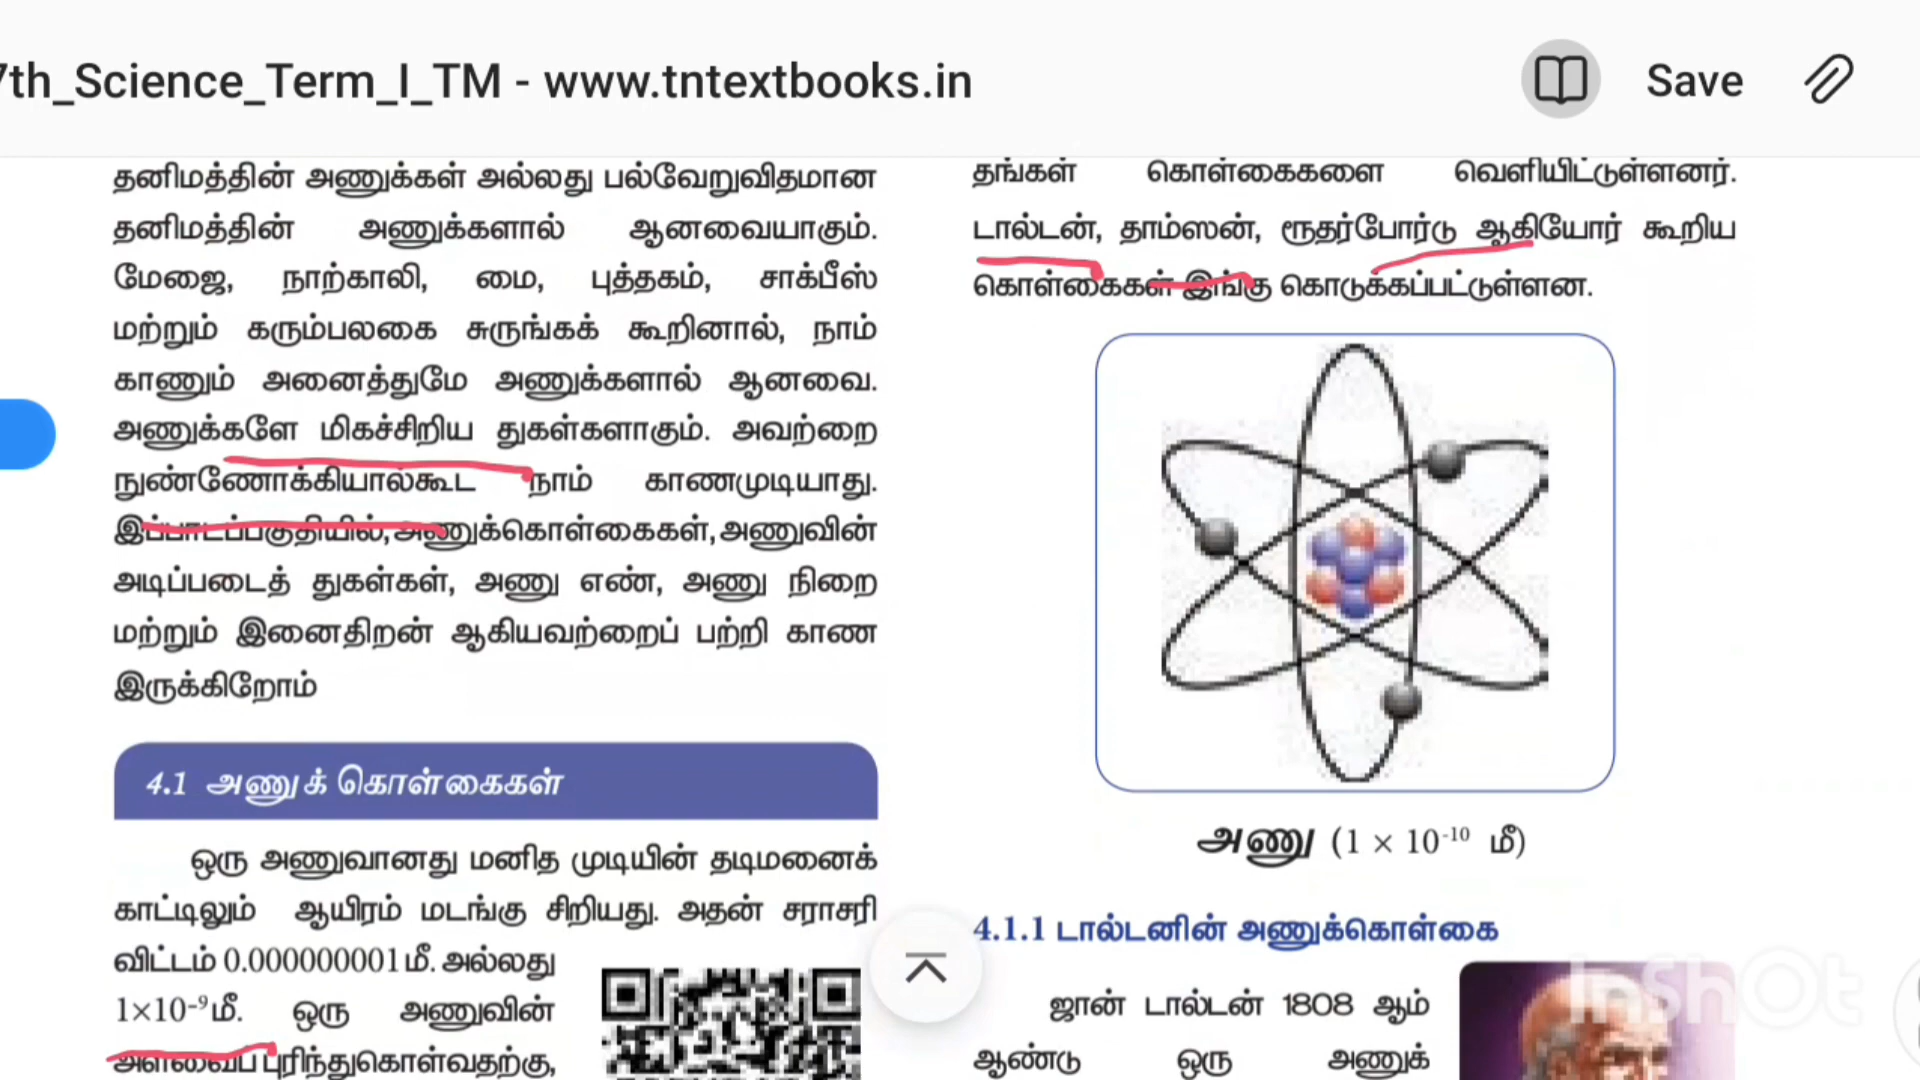 7th_Science_Term_I_TM - www.tntextbooks.in
Save
தனிமத்தின் அணுக்கள் அல்லது பல்வேறுவிதமான
தனிமத்தின் அணுக்களால் ஆனவையாகும்.
மேஜை, நாற்காலி, மை, புத்தகம், சாக்பீஸ்
மற்றும் கரும்பலகை சுருங்கக் கூறினால், நாம்
காணும் அனைத்துமே அணுக்களால் ஆனவை.
அணுக்களே மிகச்சிறிய துகள்களாகும். அவற்றை
நுண்ணோக்கியால்கூட நாம் காணமுடியாது.
இப்பாடப்பகுதியில், அணுக்கொள்கைகள், அணுவின்
அடிப்படைத் துகள்கள், அணு எண், அணு நிறை
மற்றும் இனைதிறன் ஆகியவற்றைப் பற்றி காண
இருக்கிறோம்
4.1 அணுக் கொள்கைகள்
ஒரு அணுவானது மனித முடியின் தடிமனைக்
காட்டிலும் ஆயிரம் மடங்கு சிறியது. அதன் சராசரி
விட்டம் 0.000000001 மீ. அல்லது
1×10⁻⁹ மீ. ஒரு அணுவின்
அளவைப் புரிந்துகொள்வதற்கு,
தங்கள் கொள்கைகளை வெளியிட்டுள்ளனர்.
டால்டன், தாம்ஸன், ரூதர்போர்டு ஆகியோர் கூறிய
கொள்கைகள் இங்கு கொடுக்கப்பட்டுள்ளன.
அணு (1 × 10⁻¹⁰ மீ)
4.1.1 டால்டனின் அணுக்கொள்கை
ஜான் டால்டன் 1808 ஆம்
ஆண்டு ஒரு அணுக்
InShOt